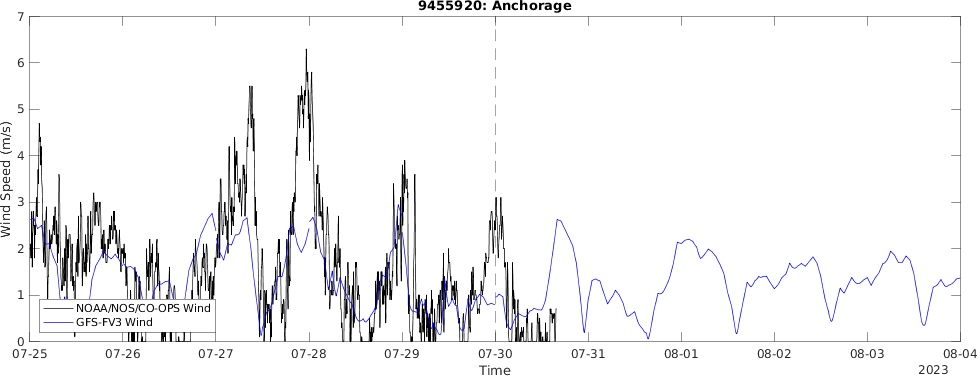 9455920: Anchorage
7
6
5
4
3
2
1
0
Wind Speed (m/s)
NOAA/NOS/CO-OPS Wind
GFS-FV3 Wind
07-25 07-26 07-27 07-28 07-29 07-30 07-31 08-01 08-02 08-03 08-04
Time
2023